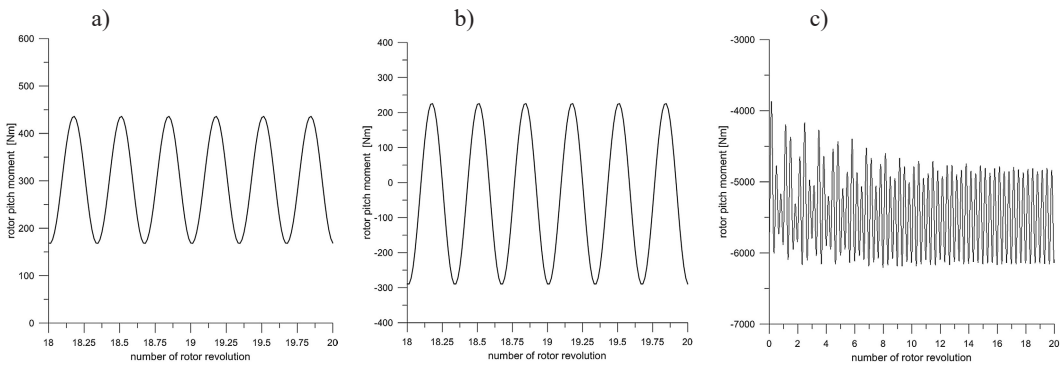 a)
600
500
400
300
200
100
0
rotor pitch moment [Nm]
18 18.25 18.5 18.75 19 19.25 19.5 19.75 20
number of rotor revolution
b)
400
300
200
100
0
-100
-200
-300
-400
rotor pitch moment [Nm]
18 18.25 18.5 18.75 19 19.25 19.5 19.75 20
number of rotor revolution
c)
-3000
-4000
-5000
-6000
-7000
rotor pitch moment [Nm]
0 2 4 6 8 10 12 14 16 18 20
number of rotor revolution